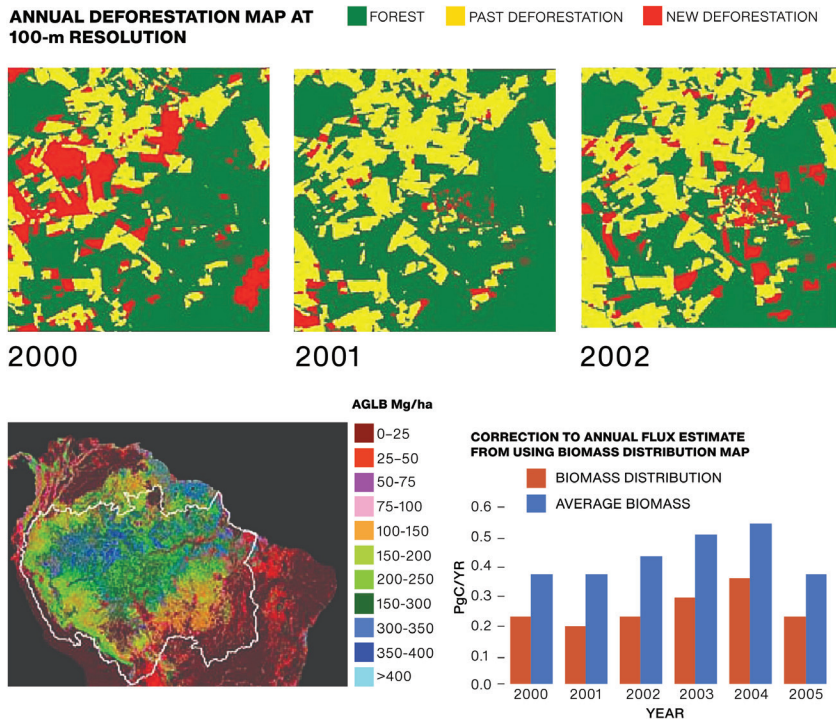 ANNUAL DEFORESTATION MAP AT
100-m RESOLUTION
FOREST
PAST DEFORESTATION
NEW DEFORESTATION
2000
2001
2002
AGLB Mg/ha
0–25
25–50
50-75
75-100
100-150
150-200
200-250
150-300
300-350
350-400
>400
CORRECTION TO ANNUAL FLUX ESTIMATE
FROM USING BIOMASS DISTRIBUTION MAP
BIOMASS DISTRIBUTION
AVERAGE BIOMASS
PgC/YR
0.6
0.5
0.4
0.3
0.2
0.1
0.0
2000
2001
2002
2003
2004
2005
YEAR